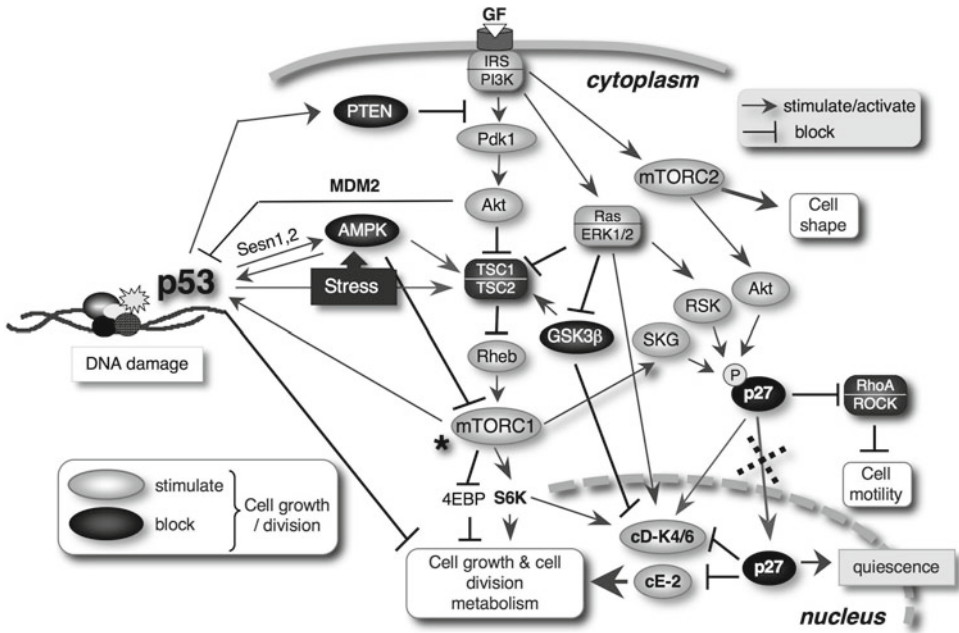 GF
IRS
PI3K
cytoplasm
PTEN
stimulate/activate
block
Pdk1
MDM2
mTORC2
Akt
Ras
ERK1/2
Cell
shape
Sesn1,2
AMPK
p53
Stress
TSC1
TSC2
Akt
RSK
GSK3β
SKG
DNA damage
Rheb
P
p27
RhoA
ROCK
mTORC1
*
stimulate
block
Cell growth
/ division
4EBP
S6K
Cell
motility
cD-K4/6
Cell growth & cell
division
metabolism
cE-2
p27
quiescence
nucleus